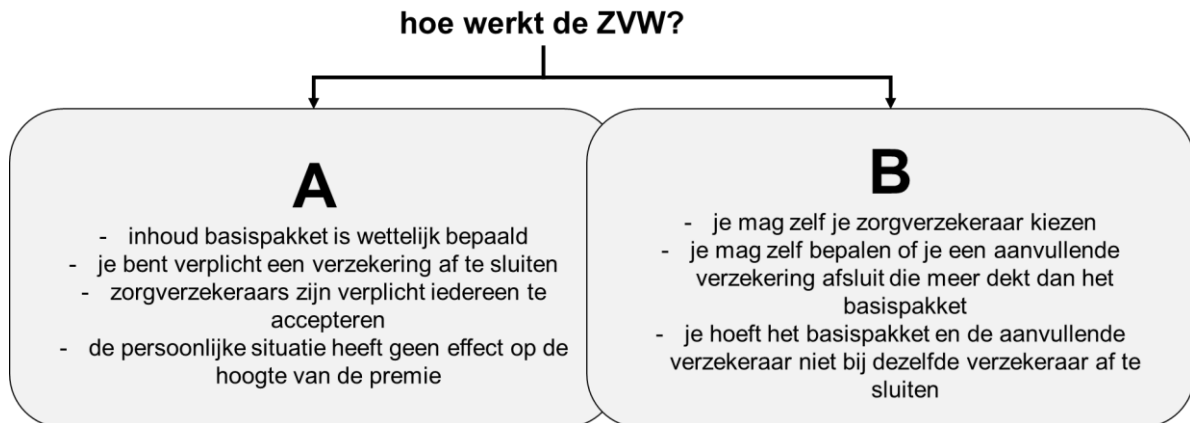 hoe werkt de ZVW?
A
- inhoud basispakket is wettelijk bepaald
- je bent verplicht een verzekering af te sluiten
- zorgverzekeraars zijn verplicht iedereen te
accepteren
- de persoonlijke situatie heeft geen effect op de
hoogte van de premie
B
- je mag zelf je zorgverzekeraar kiezen
- je mag zelf bepalen of je een aanvullende
verzekering afsluit die meer dekt dan het
basispakket
- je hoeft het basispakket en de aanvullende
verzekeraar niet bij dezelfde verzekeraar af te
sluiten